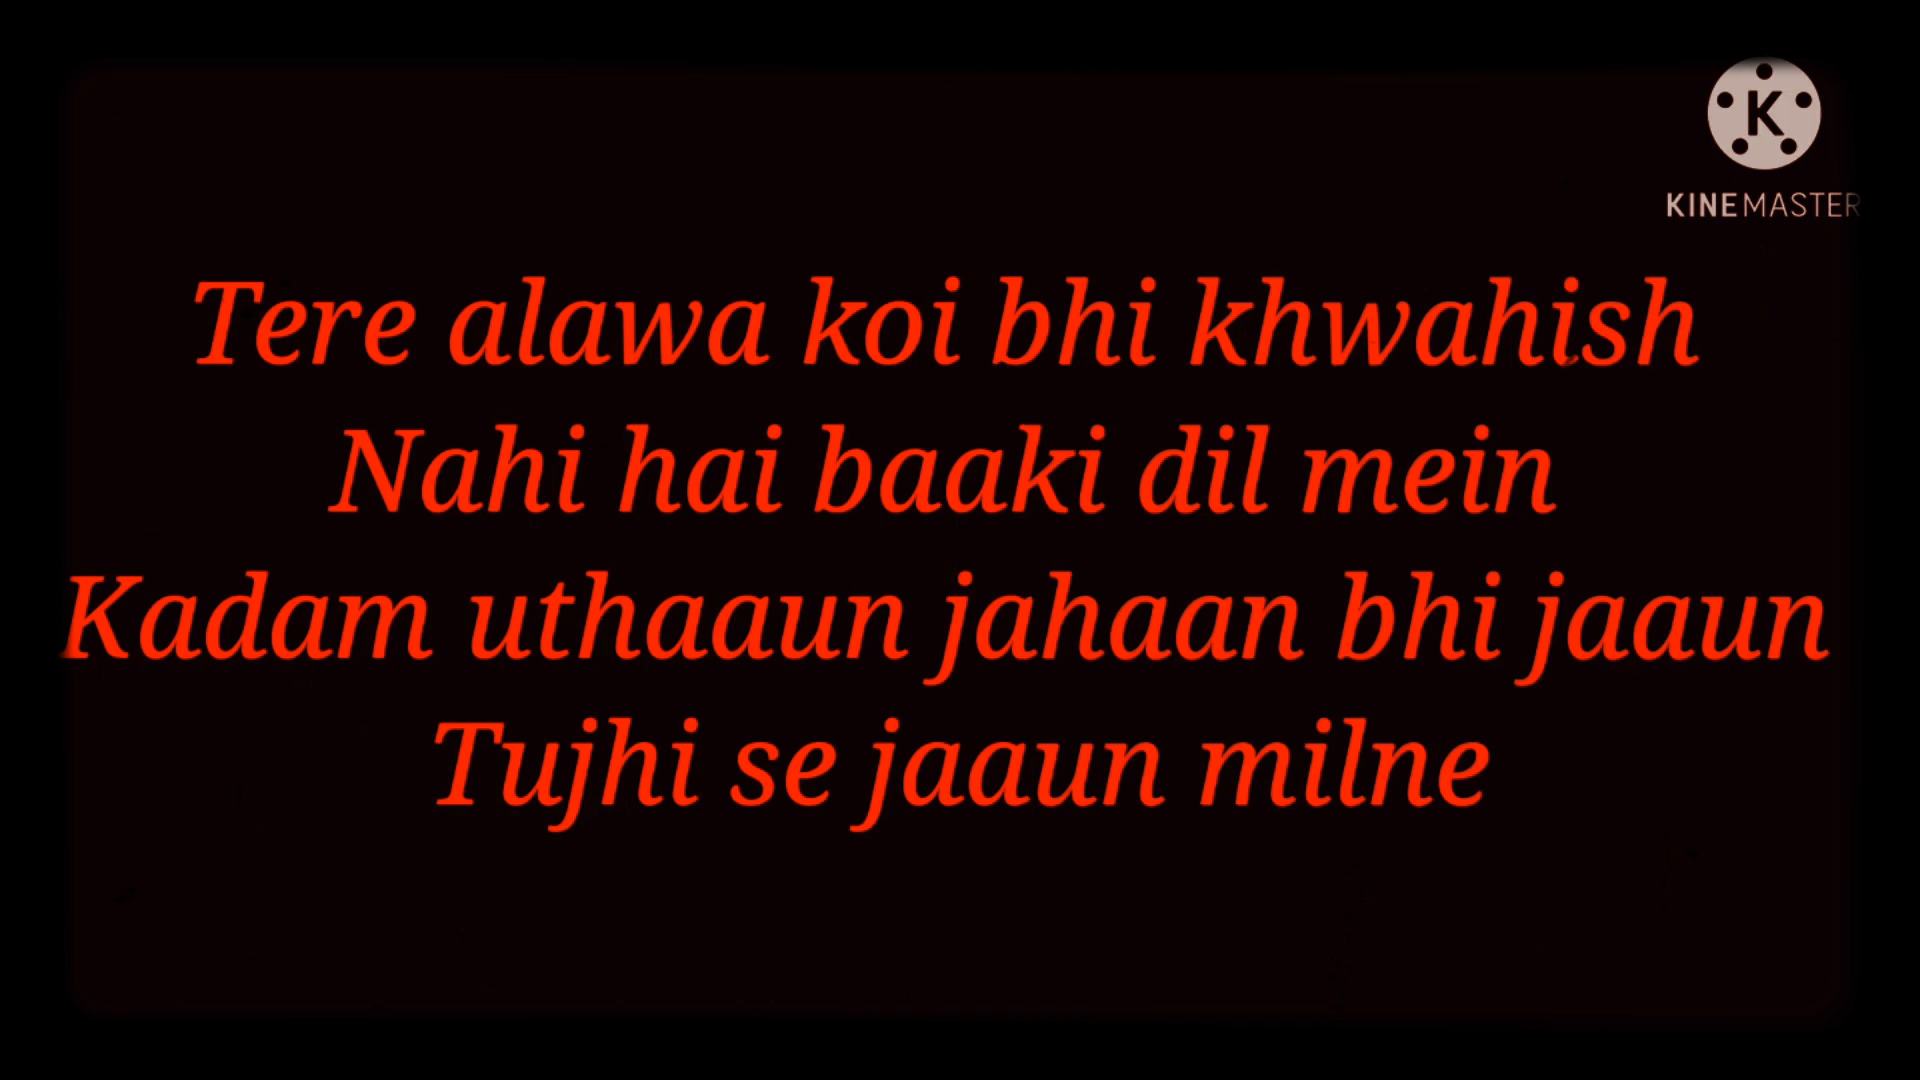 K
KINEMASTER
Tere alawa koi bhi khwahish
Nahi hai baaki dil mein
Kadam uthaaun jahaan bhi jaaun
Tujhi se jaaun milne